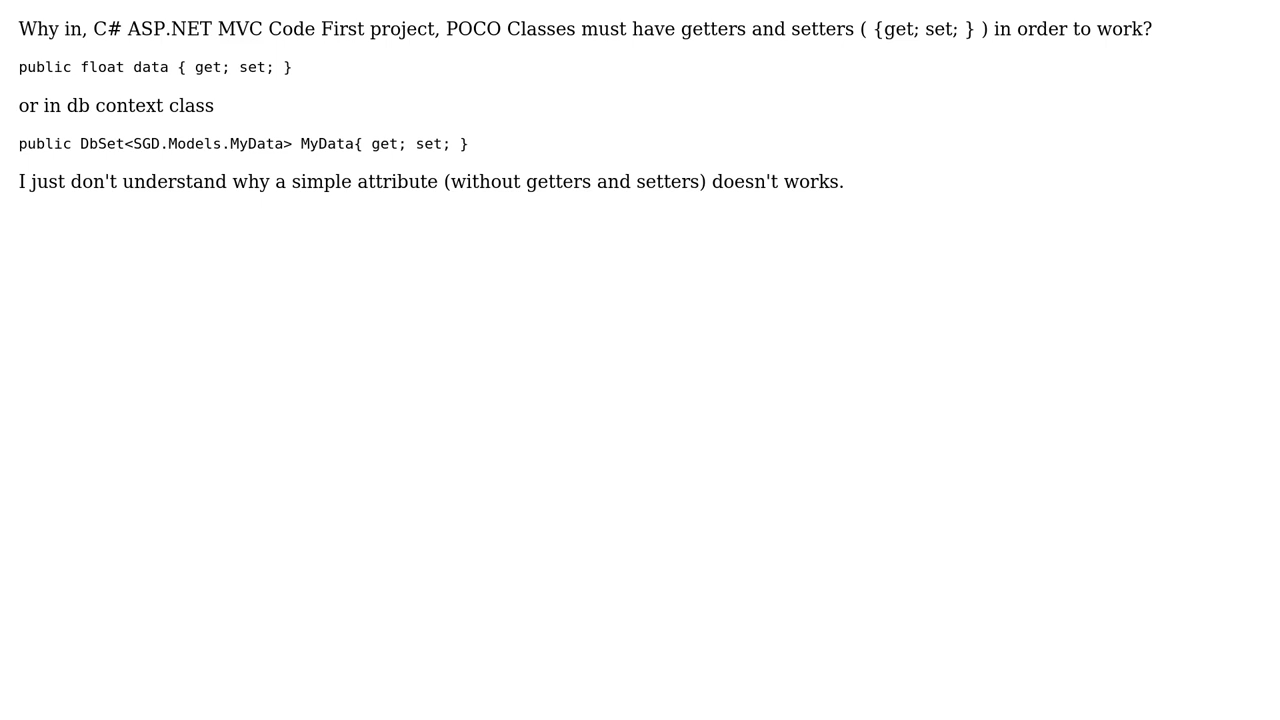 Why in, C# ASP.NET MVC Code First project, POCO Classes must have getters and setters ( {get; set; } ) in order to work?
public float data { get; set; }
or in db context class
public DbSet<SGD.Models.MyData> MyData{ get; set; }
I just don't understand why a simple attribute (without getters and setters) doesn't works.